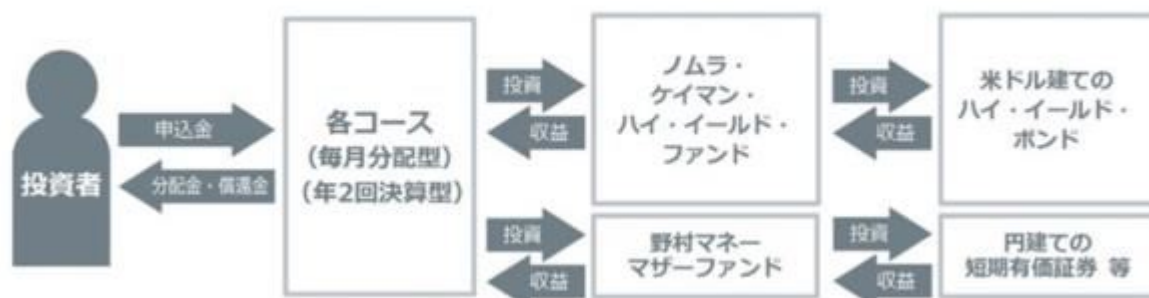 投資者
申込金
分配金・償還金
各コース
（毎月分配型）
（年2回決算型）
投資
収益
ノムラ・
ケイマン・
ハイ・イールド・
ファンド
投資
収益
米ドル建ての
ハイ・イールド・
ボンド
投資
収益
野村マネー
マザーファンド
投資
収益
円建ての
短期有価証券 等